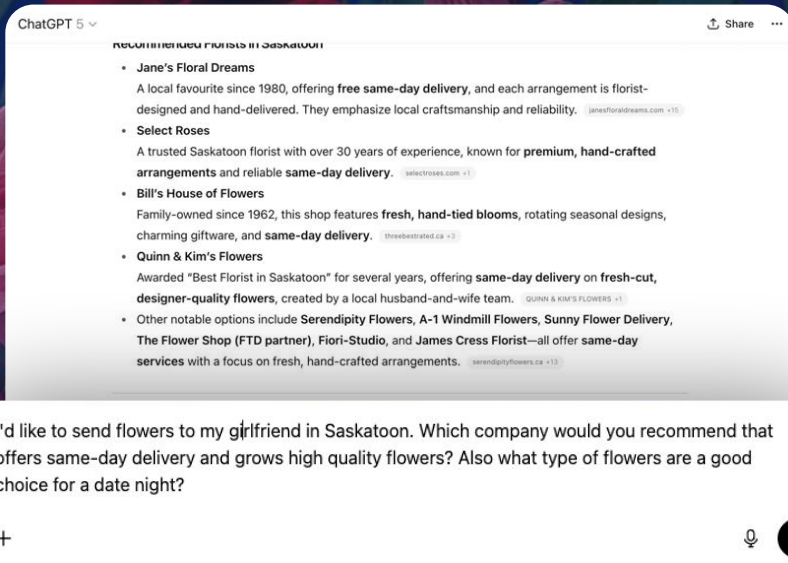 ChatGPT 5
Share
Recommended Florists in Saskatoon
Jane's Floral Dreams
A local favourite since 1980, offering free same-day delivery, and each arrangement is florist-
designed and hand-delivered. They emphasize local craftsmanship and reliability. janesfloraldreams.com +15
Select Roses
A trusted Saskatoon florist with over 30 years of experience, known for premium, hand-crafted
arrangements and reliable same-day delivery. selectroses.com +1
Bill's House of Flowers
Family-owned since 1962, this shop features fresh, hand-tied blooms, rotating seasonal designs,
charming giftware, and same-day delivery. threebestrated.ca +3
Quinn & Kim's Flowers
Awarded "Best Florist in Saskatoon" for several years, offering same-day delivery on fresh-cut,
designer-quality flowers, created by a local husband-and-wife team. QUINN & KIM'S FLOWERS +1
Other notable options include Serendipity Flowers, A-1 Windmill Flowers, Sunny Flower Delivery,
The Flower Shop (FTD partner), Fiori-Studio, and James Cress Florist—all offer same-day
services with a focus on fresh, hand-crafted arrangements. serendipityflowers.ca +13
'd like to send flowers to my girlfriend in Saskatoon. Which company would you recommend that
offers same-day delivery and grows high quality flowers? Also what type of flowers are a good
choice for a date night?